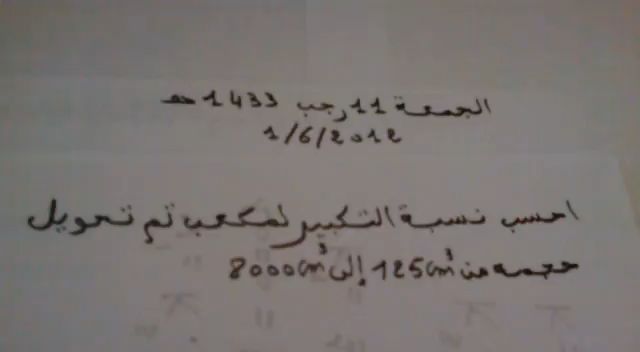 الجمعة 11 رجب 1433 هـ
1/6/2012
احسب نسبة التكبير لمكعب تم تحويل
حجمه من 125cm³ إلى 8000cm³